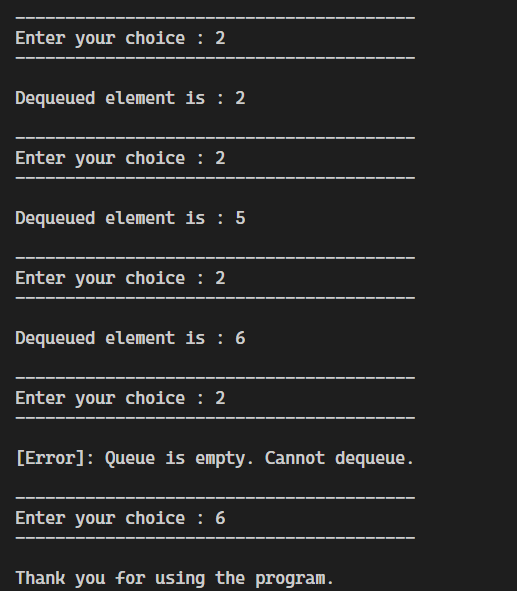 ----------------------------------------
Enter your choice : 2
----------------------------------------
Dequeued element is : 2
----------------------------------------
Enter your choice : 2
----------------------------------------
Dequeued element is : 5
----------------------------------------
Enter your choice : 2
----------------------------------------
Dequeued element is : 6
----------------------------------------
Enter your choice : 2
----------------------------------------
[Error]: Queue is empty. Cannot dequeue.
----------------------------------------
Enter your choice : 6
----------------------------------------
Thank you for using the program.